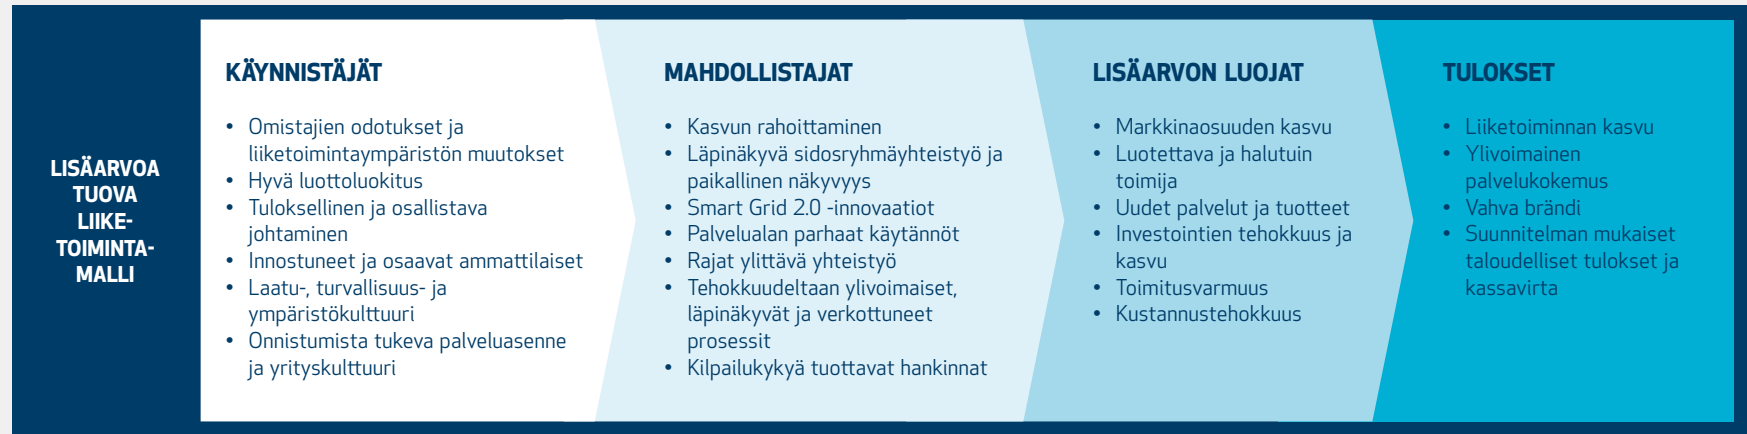 LISÄARVOA
TUOVA
LIIKE-
TOIMINTA-
MALLI
KÄYNNISTÄJÄT
• Omistajien odotukset ja
liiketoimintaympäristön muutokset
• Hyvä luottoluokitus
• Tuloksellinen ja osallistava
johtaminen
• Innostuneet ja osaavat ammattilaiset
• Laatu-, turvallisuus- ja
ympäristökulttuuri
• Onnistumista tukeva palveluasenne
ja yrityskulttuuri
MAHDOLLISTAJAT
• Kasvun rahoittaminen
• Läpinäkyvä sidosryhmäyhteistyö ja
paikallinen näkyvyys
• Smart Grid 2.0 -innovaatiot
• Palvelualan parhaat käytännöt
• Rajat ylittävä yhteistyö
• Tehokkuudeltaan ylivoimaiset,
läpinäkyvät ja verkottuneet
prosessit
• Kilpailukykyä tuottavat hankinnat
LISÄARVON LUOJAT
• Markkinaosuuden kasvu
• Luotettava ja halutuin
toimija
• Uudet palvelut ja tuotteet
• Investointien tehokkuus ja
kasvu
• Toimitusvarmuus
• Kustannustehokkuus
TULOKSET
• Liiketoiminnan kasvu
• Ylivoimainen
palvelukokemus
• Vahva brändi
• Suunnitelman mukaiset
taloudelliset tulokset ja
kassavirta